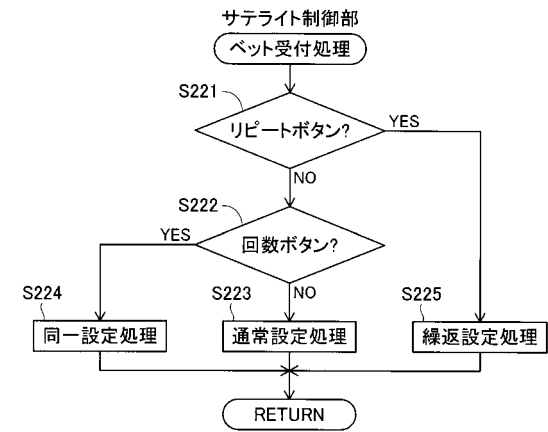 サテライト制御部
ベット受付処理
S221
リピートボタン?
YES
NO
S222
YES
回数ボタン?
NO
S224
S223
S225
同一設定処理
通常設定処理
繰返設定処理
RETURN